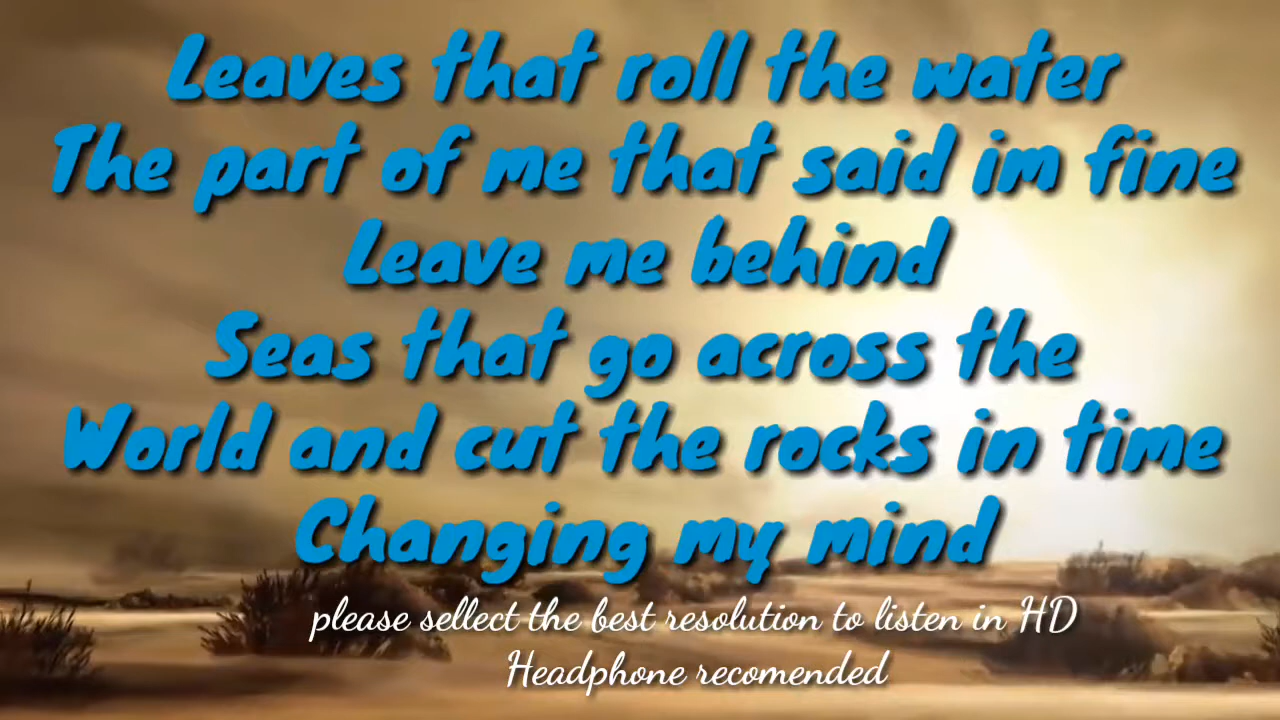 Leaves that roll the water
The part of me that said im fine
Leave me behind
Seas that go across the
World and cut the rocks in time
Changing my mind
please sellect the best resolution to listen in HD
Headphone recomended